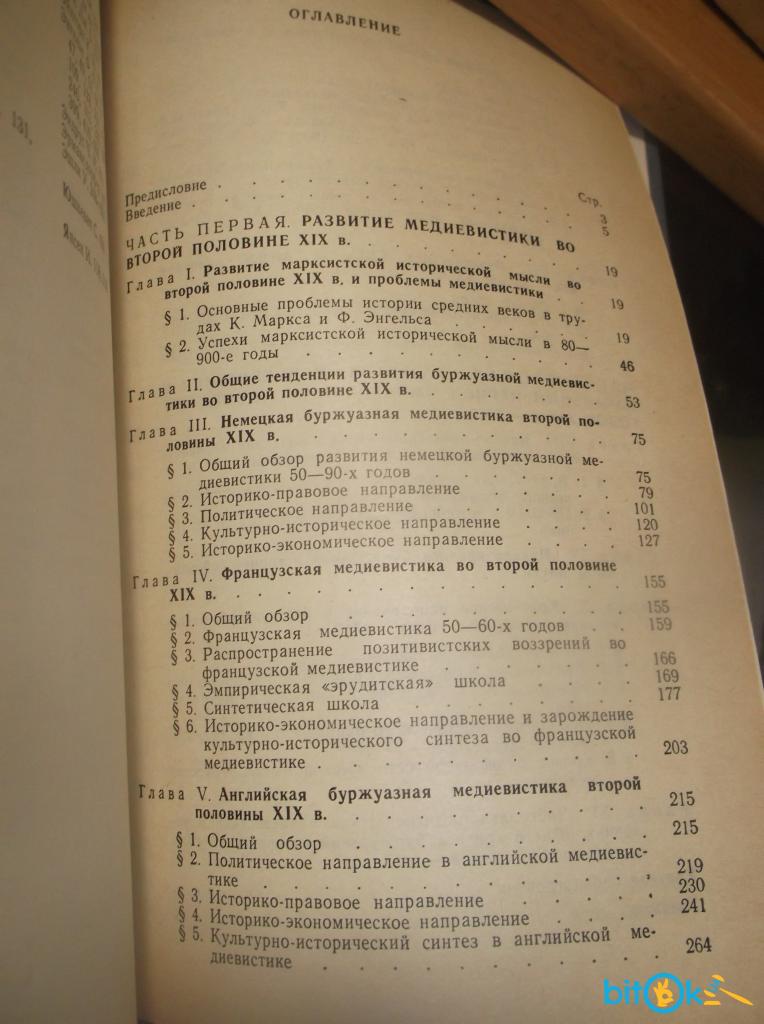 ОГЛАВЛЕНИЕ
Стр.
Предисловие . . . . . . . . . . . . 3
Введение . . . . . . . . . . . . 5
ЧАСТЬ ПЕРВАЯ. РАЗВИТИЕ МЕДИЕВИСТИКИ ВО
ВТОРОЙ ПОЛОВИНЕ XIX в. . . . . . . . 19
Глава I. Развитие марксистской исторической мысли во
второй половине XIX в. и проблемы медиевистики 19
§ 1. Основные проблемы истории средних веков в тру-
дах К. Маркса и Ф. Энгельса . . . . . 19
§ 2. Успехи марксистской исторической мысли в 80—
900-е годы . . . . . . . . . 46
Глава II. Общие тенденции развития буржуазной медиевис-
тики во второй половине XIX в. . . . . . . 53
Глава III. Немецкая буржуазная медиевистика второй по-
ловины XIX в. . . . . . . . . . . 75
§ 1. Общий обзор развития немецкой буржуазной ме-
диевистики 50—90-х годов . . . . . . 75
§ 2. Историко-правовое направление . . . . 79
§ 3. Политическое направление . . . . . 101
§ 4. Культурно-историческое направление . . . 120
§ 5. Историко-экономическое направление . . . 127
Глава IV. Французская медиевистика во второй половине
XIX в. . . . . . . . . . . . . 155
§ 1. Общий обзор . . . . . . . . 155
§ 2. Французская медиевистика 50—60-х годов . . 159
§ 3. Распространение позитивистских воззрений во
французской медиевистике . . . . . . 166
§ 4. Эмпирическая «эрудитская» школа . . . . 169
§ 5. Синтетическая школа . . . . . . 177
§ 6. Историко-экономическое направление и зарождение
культурно-исторического синтеза во французской
медиевистике . . . . . . . . . 203
Глава V. Английская буржуазная медиевистика второй
половины XIX в. . . . . . . . . . 215
§ 1. Общий обзор . . . . . . . . 215
§ 2. Политическое направление в английской медиевис-
тике . . . . . . . . . . . 219
§ 3. Историко-правовое направление . . . . 230
§ 4. Историко-экономическое направление . . . 241
§ 5. Культурно-исторический синтез в английской ме-
диевистике . . . . . . . . . 264
131,
bitOk